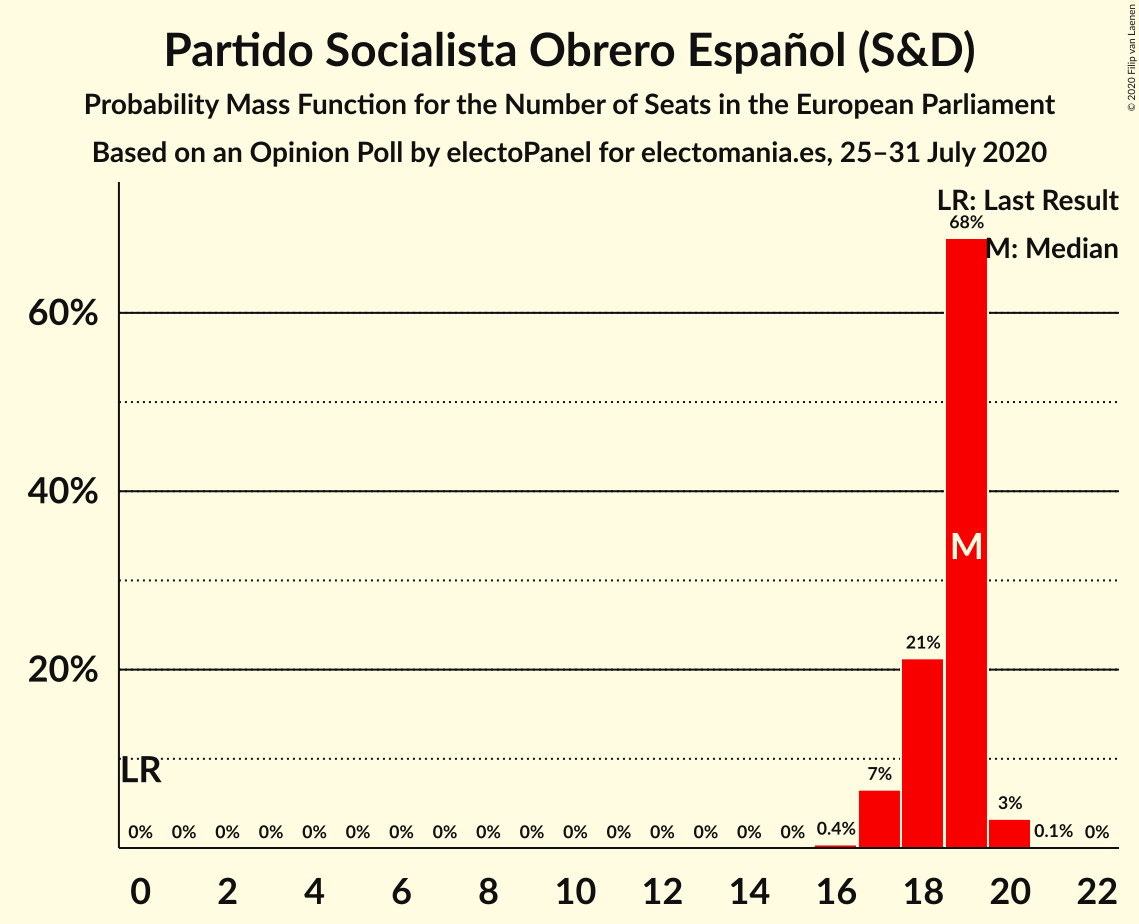 Partido Socialista Obrero Español (S&D)
Probability Mass Function for the Number of Seats in the European Parliament
Based on an Opinion Poll by electoPanel for electomania.es, 25–31 July 2020
© 2020 Filip van Laenen
LR: Last Result
M: Median
68%
60%
40%
M
21%
20%
LR
7%
3%
0% 0% 0% 0% 0% 0% 0% 0% 0% 0% 0% 0% 0% 0% 0% 0% 0.4% 0.1% 0%
0 2 4 6 8 10 12 14 16 18 20 22